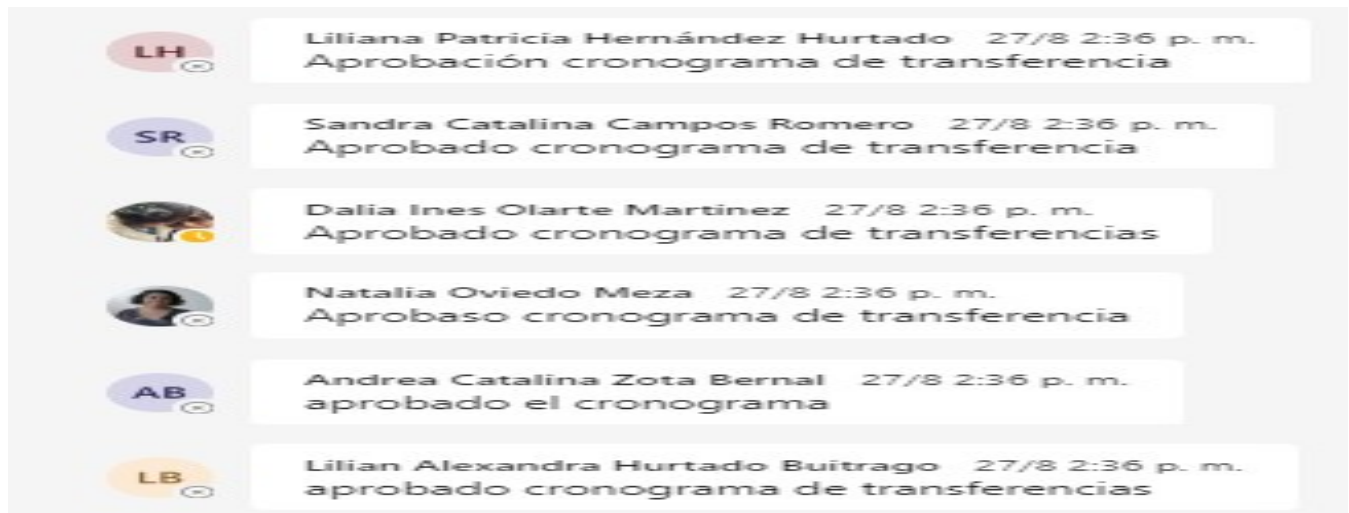 LH
Liliana Patricia Hernández Hurtado 27/8 2:36 p. m.
Aprobación cronograma de transferencia
SR
Sandra Catalina Campos Romero 27/8 2:36 p. m.
Aprobado cronograma de transferencia
Dalia Ines Olarte Martinez 27/8 2:36 p. m.
Aprobado cronograma de transferencias
Natalia Oviedo Meza 27/8 2:36 p. m.
Aprobaso cronograma de transferencia
AB
Andrea Catalina Zota Bernal 27/8 2:36 p. m.
aprobado el cronograma
LB
Lilian Alexandra Hurtado Buitrago 27/8 2:36 p. m.
aprobado cronograma de transferencias